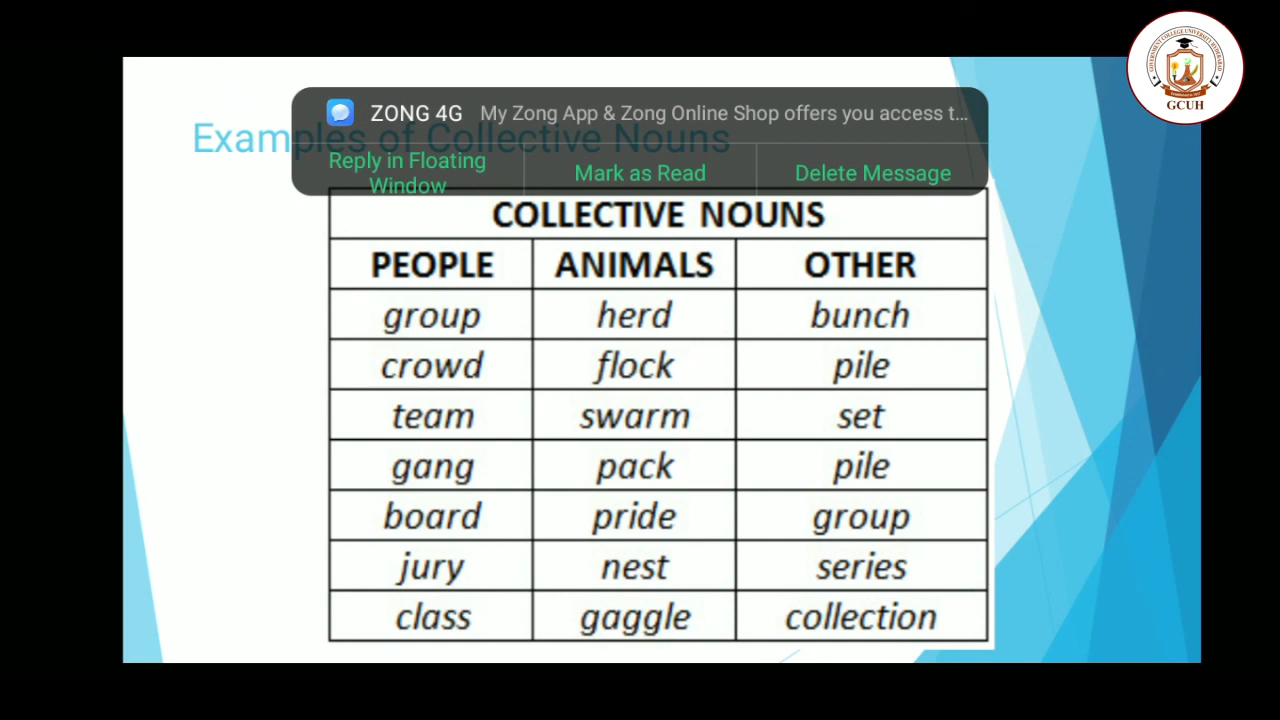 GCUH
ZONG 4G My Zong App & Zong Online Shop offers you access t...
Examples of Collective Nouns
Reply in Floating Window Mark as Read Delete Message
COLLECTIVE NOUNS
PEOPLE ANIMALS OTHER
group herd bunch
crowd flock pile
team swarm set
gang pack pile
board pride group
jury nest series
class gaggle collection